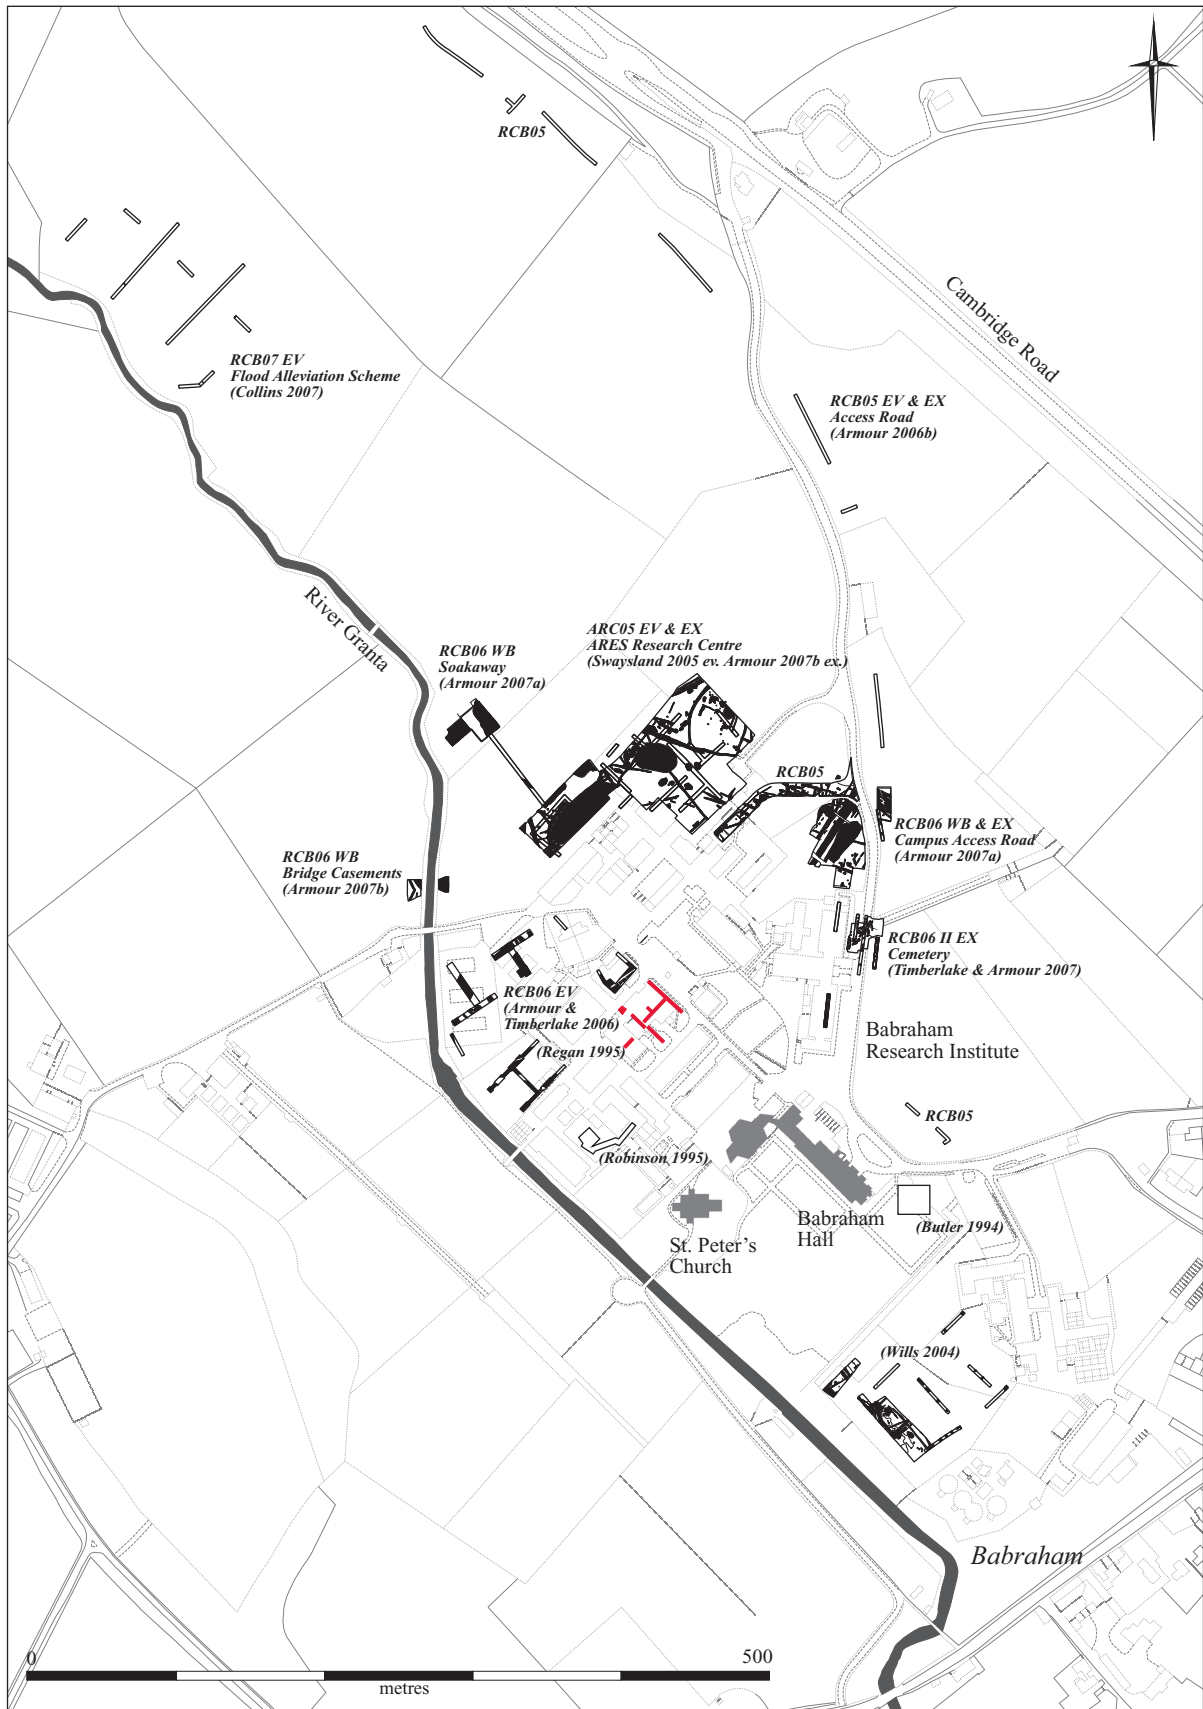 RCB05
Cambridge Road
RCB07 EV
Flood Alleviation Scheme
(Collins 2007)
RCB05 EV & EX
Access Road
(Armour 2006b)
River Granta
RCB06 WB
Soakaway
(Armour 2007a)
ARC05 EV & EX
ARES Research Centre
(Swaysland 2005 ev. Armour 2007b ex.)
RCB05
RCB06 WB & EX
Campus Access Road
(Armour 2007a)
RCB06 WB
Bridge Casements
(Armour 2007b)
RCB06 II EX
Cemetery
(Timberlake & Armour 2007)
RCB06 EV
(Armour &
Timberlake 2006)
(Regan 1995)
Babraham
Research Institute
RCB05
(Robinson 1995)
Babraham
Hall
(Butler 1994)
St. Peter's
Church
(Wills 2004)
Babraham
0 500
metres